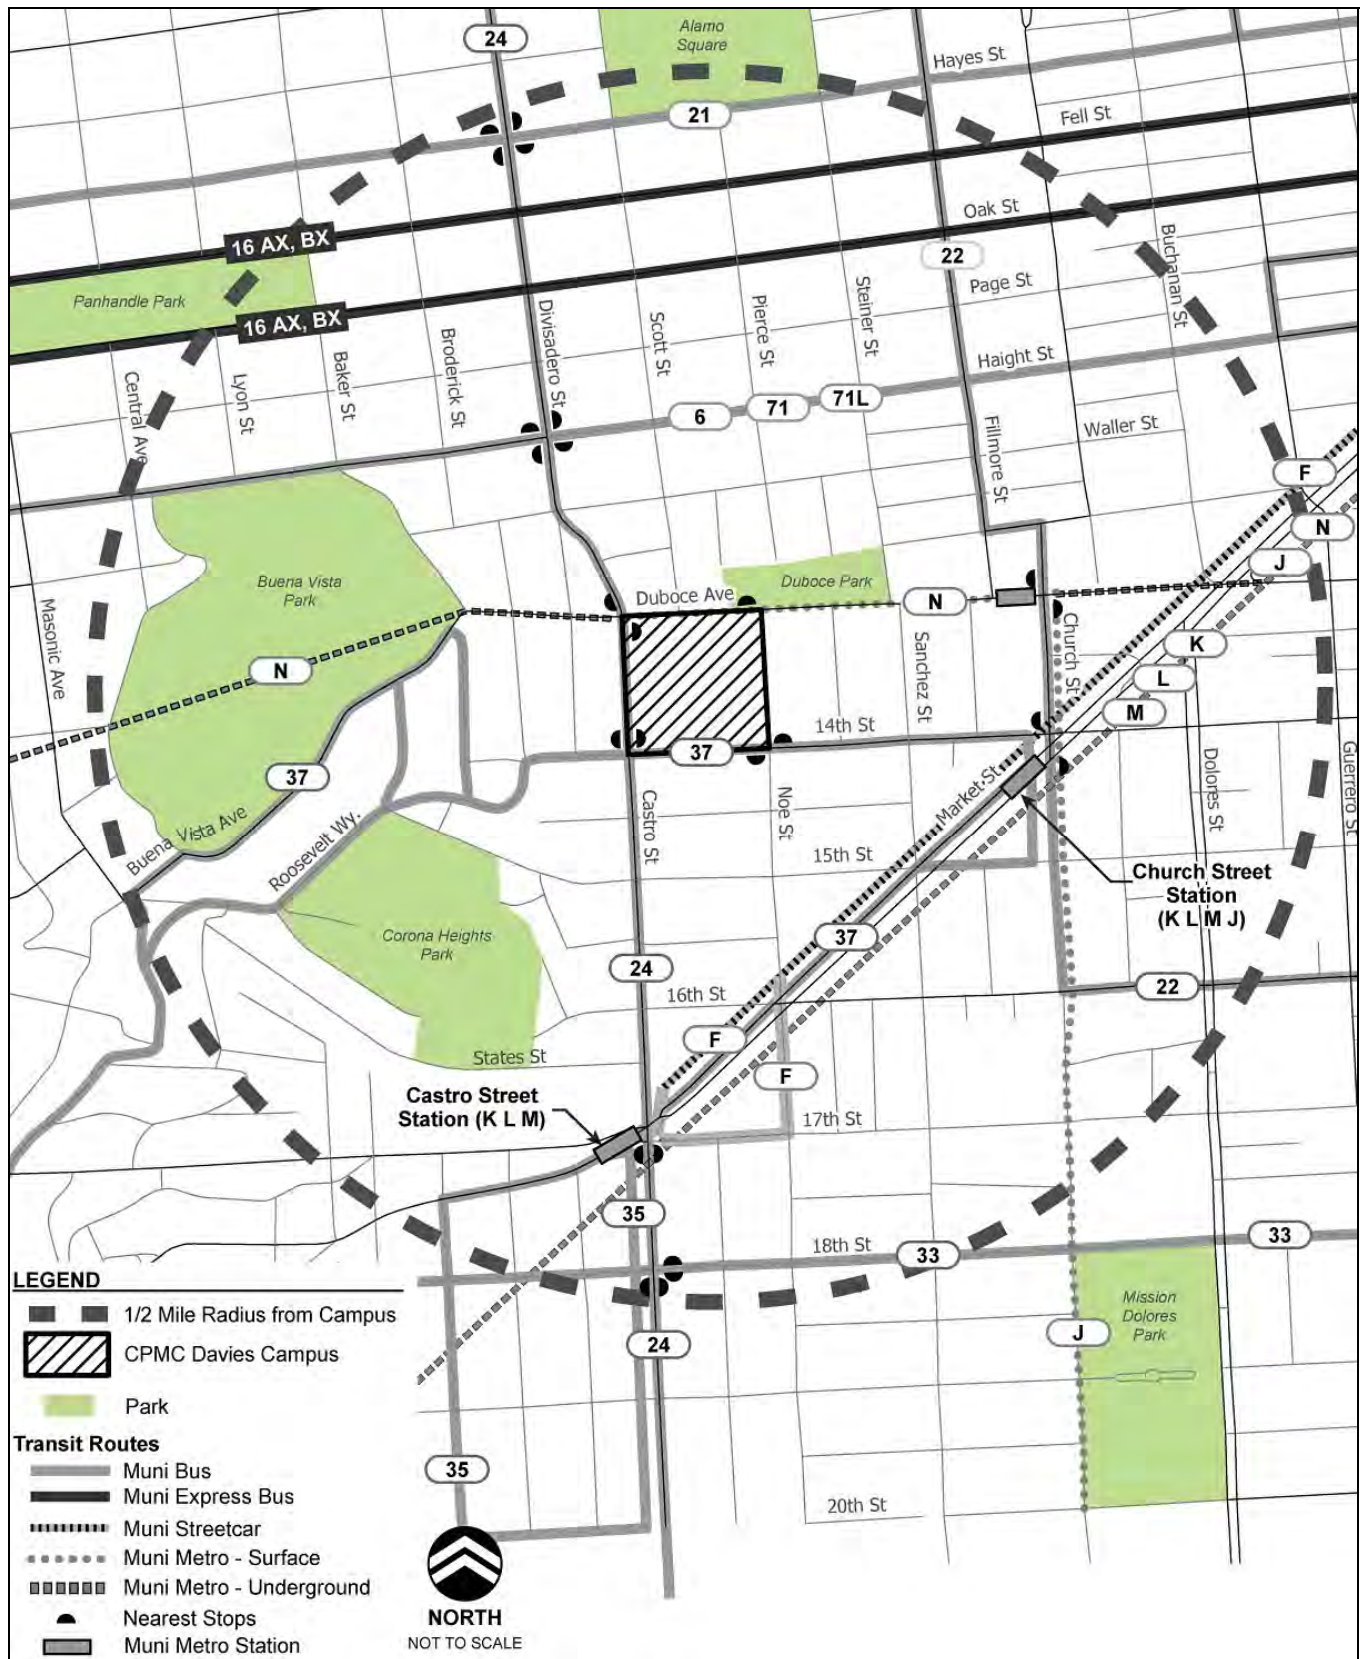 24
Alamo
Square
Hayes St
21
Fell St
16 AX, BX
Oak St
22
Buchanan St
Panhandle Park
Page St
16 AX, BX
Divisadero St
Scott St
Pierce St
Steiner St
Broderick St
Baker St
Haight St
Central Ave
Lyon St
6
71
71L
Fillmore St
Waller St
F
N
J
Buena Vista
Park
Duboce Park
Duboce Ave
N
Masonic Ave
Church St
Sanchez St
K
N
L
M
14th St
37
37
Castro St
Noe St
Market St
Dolores St
Guerrero St
Buena Vista Ave
Roosevelt Wy.
15th St
Church Street
Station
(K L M J)
Corona Heights
Park
37
24
16th St
22
F
States St
F
Castro Street
Station (K L M)
17th St
35
18th St
33
33
LEGEND
1/2 Mile Radius from Campus
CPMC Davies Campus
Park
Transit Routes
Muni Bus
Muni Express Bus
Muni Streetcar
Muni Metro - Surface
Muni Metro - Underground
Nearest Stops
Muni Metro Station
24
J
Mission
Dolores
Park
35
20th St
NORTH
NOT TO SCALE